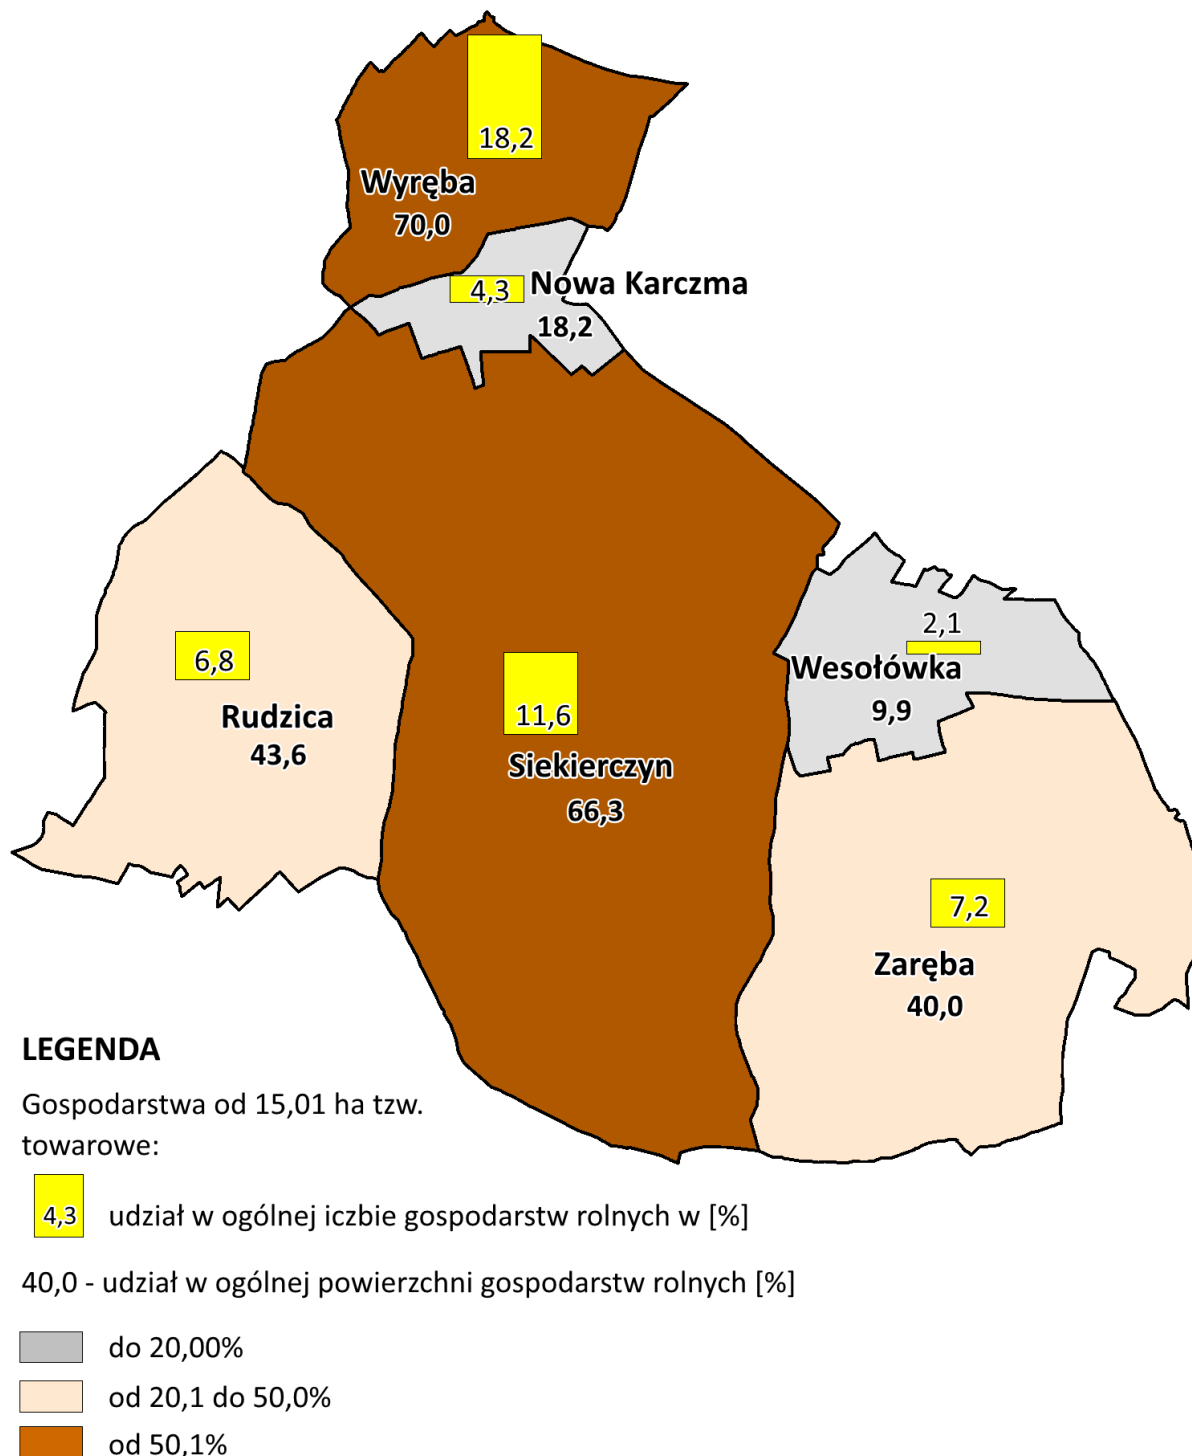 18,2
Wyręba
70,0
4,3
Nowa Karczma
18,2
2,1
Wesołówka
9,9
6,8
Rudzica
43,6
11,6
Siekierczyn
66,3
7,2
Zaręba
40,0
LEGENDA
Gospodarstwa od 15,01 ha tzw.
towarowe:
4,3 udział w ogólnej iczbie gospodarstw rolnych w [%]
40,0 - udział w ogólnej powierzchni gospodarstw rolnych [%]
do 20,00%
od 20,1 do 50,0%
od 50,1%